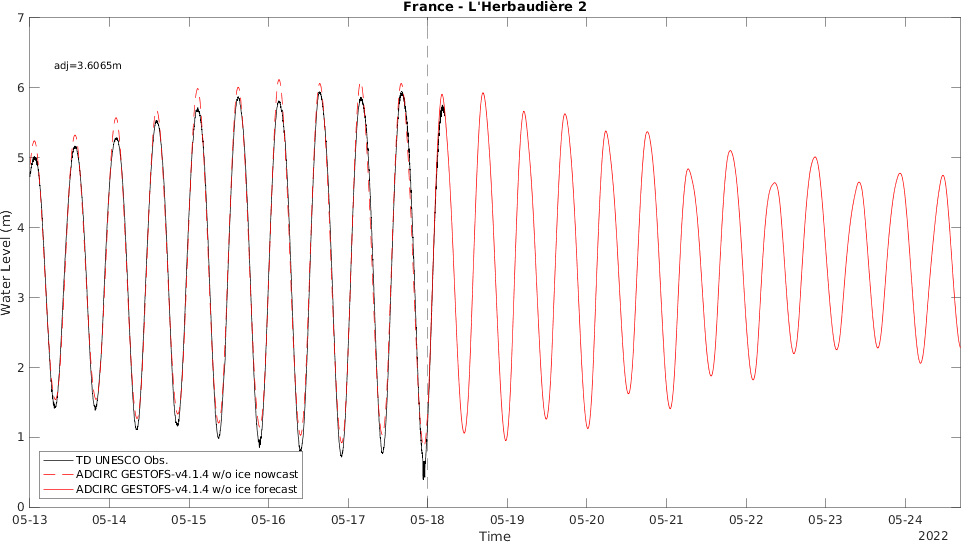 France - L'Herbaudière 2
adj=3.6065m
7
6
5
4
3
2
1
0
Water Level (m)
TD UNESCO Obs.
ADCIRC GESTOFS-v4.1.4 w/o ice nowcast
ADCIRC GESTOFS-v4.1.4 w/o ice forecast
05-13 05-14 05-15 05-16 05-17 05-18 05-19 05-20 05-21 05-22 05-23 05-24
Time
2022